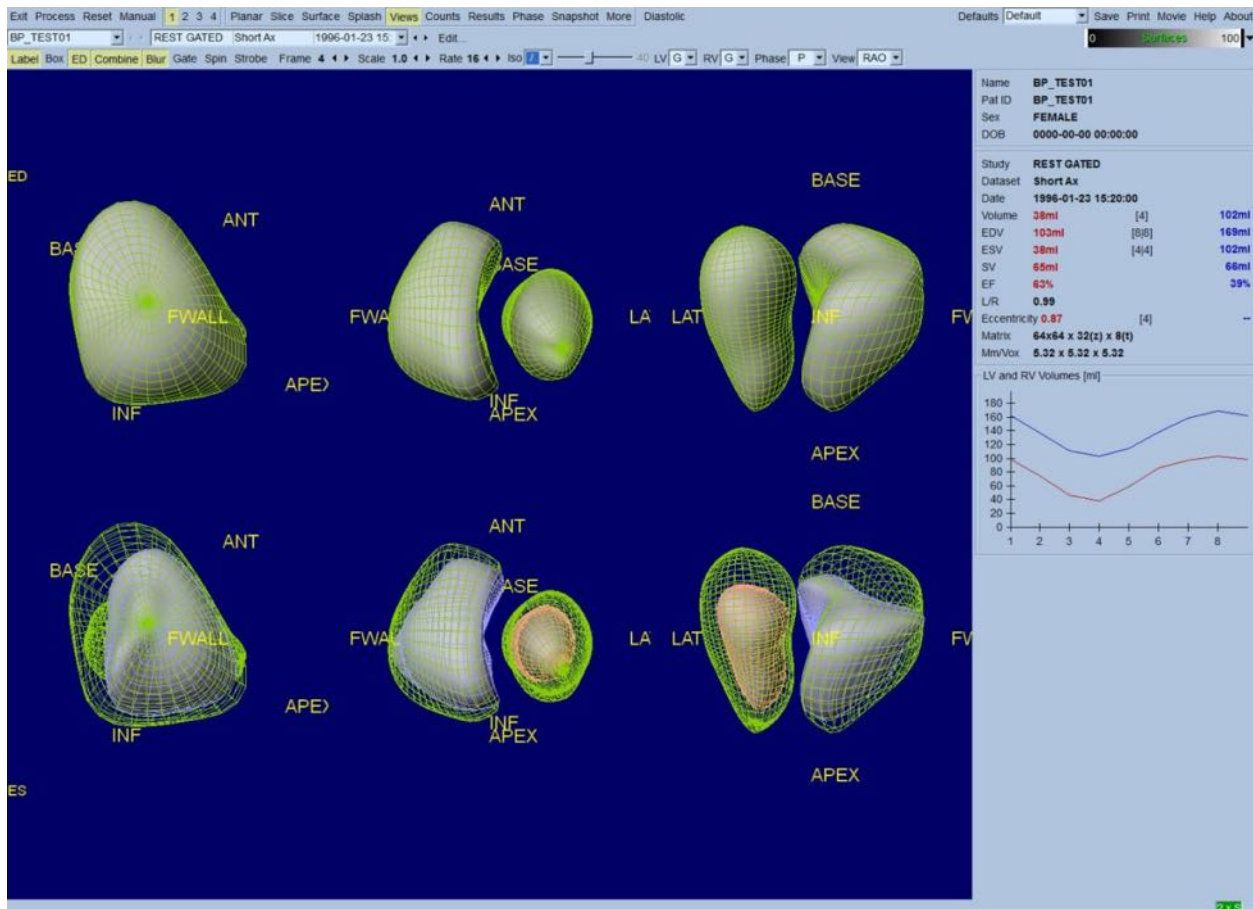 Exit Process Reset Manual 1 2 3 4 Planar Slice Surface Splash Views Counts Results Phase Snapshot More Diastolic Defaults Default Save Print Movie Help About
BP_TEST01 REST GATED Short Ax 1996-01-23 15: Edit... 0 Surfaces 100
Label Box ED Combine Blur Gate Spin Strobe Frame 4 Scale 1.0 Rate 16 Iso 40 LV G RV G Phase P View RAO
Name BP_TEST01
Pat ID BP_TEST01
Sex FEMALE
DOB 0000-00-00 00:00:00
Study REST GATED
Dataset Short Ax
Date 1996-01-23 15:20:00
Volume 38ml [4] 102ml
EDV 103ml [8|8] 169ml
ESV 38ml [4|4] 102ml
SV 65ml 66ml
EF 63% 39%
L/R 0.99
Eccentricity 0.87 [4] --
Matrix 64x64 x 32(z) x 8(t)
Mm/Vox 5.32 x 5.32 x 5.32
LV and RV Volumes [ml]
180
160
140
120
100
80
60
40
20
0
1 2 3 4 5 6 7 8
ED
BASE
ANT
FWALL
APEX
INF
ANT
BASE
FWA
LA
INF
APEX
BASE
LAT
INF
FW
APEX
ANT
BASE
FWALL
APEX
INF
ANT
BASE
FWAL
LA
INF
APEX
BASE
LAT
INF
FW
APEX
ES